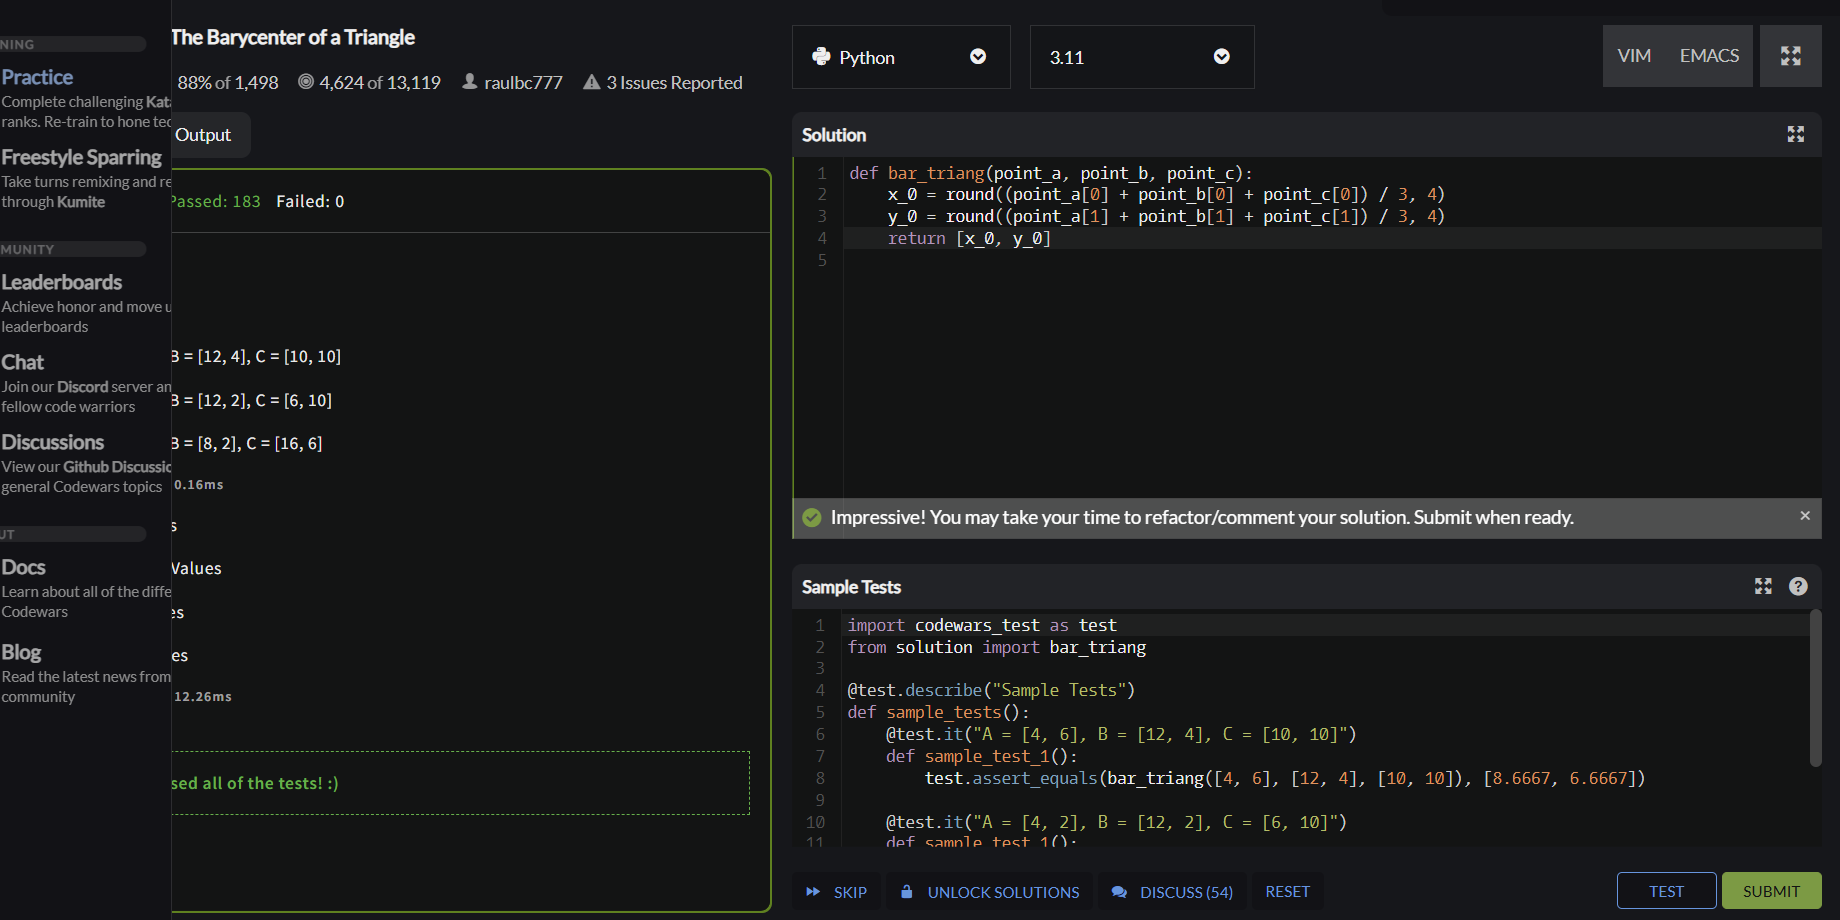 NING
Practice
Complete challenging Kata
ranks. Re-train to hone tec
Freestyle Sparring
Take turns remixing and re
through Kumite
MUNITY
Leaderboards
Achieve honor and move u
leaderboards
Chat
Join our Discord server an
fellow code warriors
Discussions
View our Github Discussio
general Codewars topics
UT
Docs
Learn about all of the diffe
Codewars
Blog
Read the latest news from
community
The Barycenter of a Triangle
88% of 1,498 4,624 of 13,119 raulbc777 3 Issues Reported
Output
Passed: 183 Failed: 0
B = [12, 4], C = [10, 10]
B = [12, 2], C = [6, 10]
B = [8, 2], C = [16, 6]
0.16ms
s
Values
es
es
12.26ms
sed all of the tests! :)
Python
3.11
VIM EMACS
Solution
1 def bar_triang(point_a, point_b, point_c):
2 x_0 = round((point_a[0] + point_b[0] + point_c[0]) / 3, 4)
3 y_0 = round((point_a[1] + point_b[1] + point_c[1]) / 3, 4)
4 return [x_0, y_0]
5
Impressive! You may take your time to refactor/comment your solution. Submit when ready. ×
Sample Tests ?
1 import codewars_test as test
2 from solution import bar_triang
3
4 @test.describe("Sample Tests")
5 def sample_tests():
6 @test.it("A = [4, 6], B = [12, 4], C = [10, 10]")
7 def sample_test_1():
8 test.assert_equals(bar_triang([4, 6], [12, 4], [10, 10]), [8.6667, 6.6667])
9
10 @test.it("A = [4, 2], B = [12, 2], C = [6, 10]")
11 def sample_test_1():
SKIP UNLOCK SOLUTIONS DISCUSS (54) RESET TEST SUBMIT